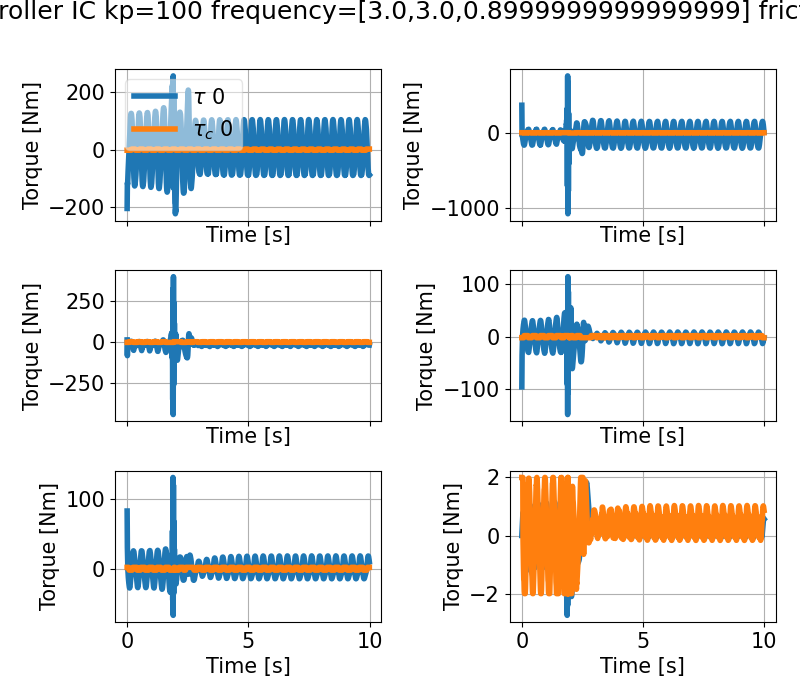 roller IC kp=100 frequency=[3.0,3.0,0.8999999999999999] fric
200
0
−200
Torque [Nm]
Time [s]
τ 0
τc 0
0
−1000
Torque [Nm]
Time [s]
250
0
−250
Torque [Nm]
Time [s]
100
0
−100
Torque [Nm]
Time [s]
100
0
Torque [Nm]
0 5 10
Time [s]
2
0
−2
Torque [Nm]
0 5 10
Time [s]